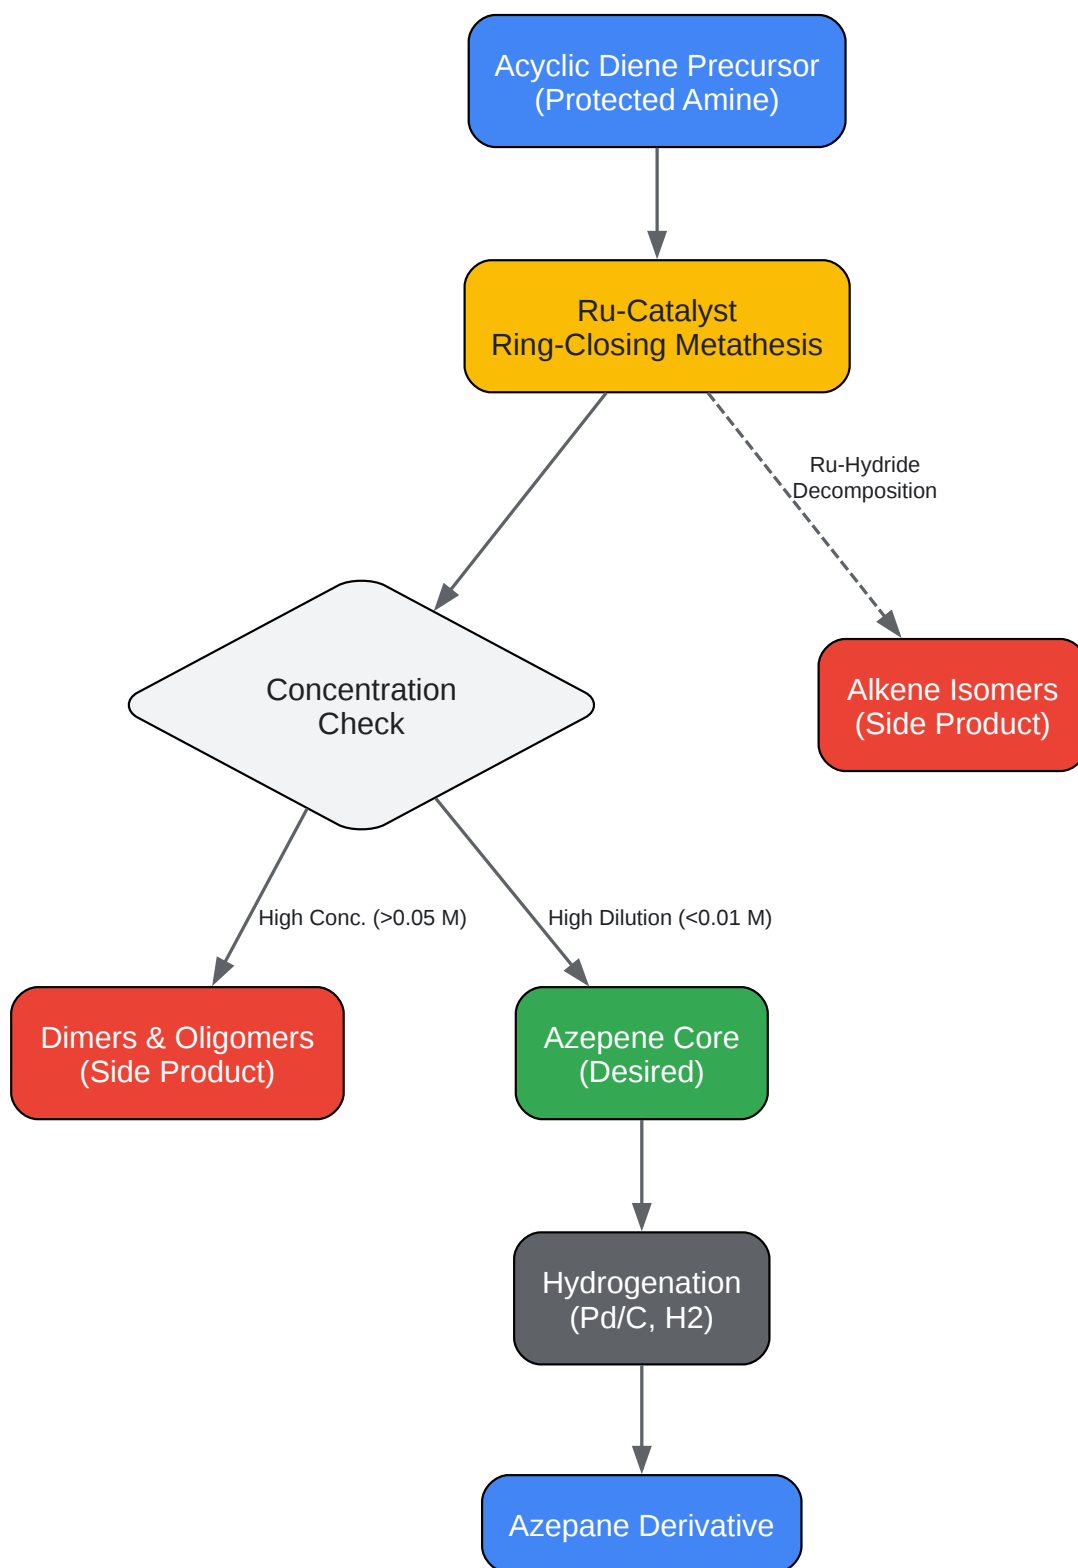 Acyclic Diene Precursor
(Protected Amine)
Ru-Catalyst
Ring-Closing Metathesis
Ru-Hydride
Decomposition
Concentration
Check
Alkene Isomers
(Side Product)
High Conc. (>0.05 M)
High Dilution (<0.01 M)
Dimers & Oligomers
(Side Product)
Azepene Core
(Desired)
Hydrogenation
(Pd/C, H2)
Azepane Derivative